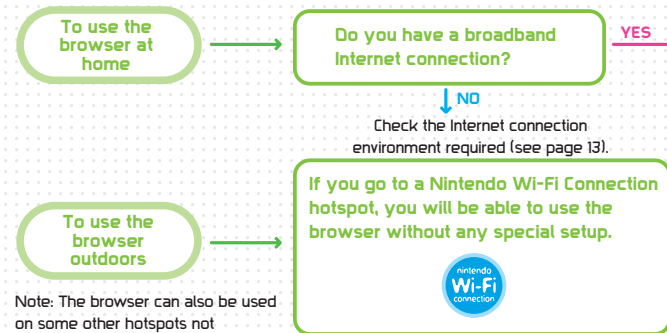 To use the
browser at
home
Do you have a broadband
Internet connection?
YES
NO
Check the Internet connection
environment required (see page 13).
To use the
browser
outdoors
If you go to a Nintendo Wi-Fi Connection
hotspot, you will be able to use the
browser without any special setup.
nintendo
Wi-Fi
connection
Note: The browser can also be used
on some other hotspots not